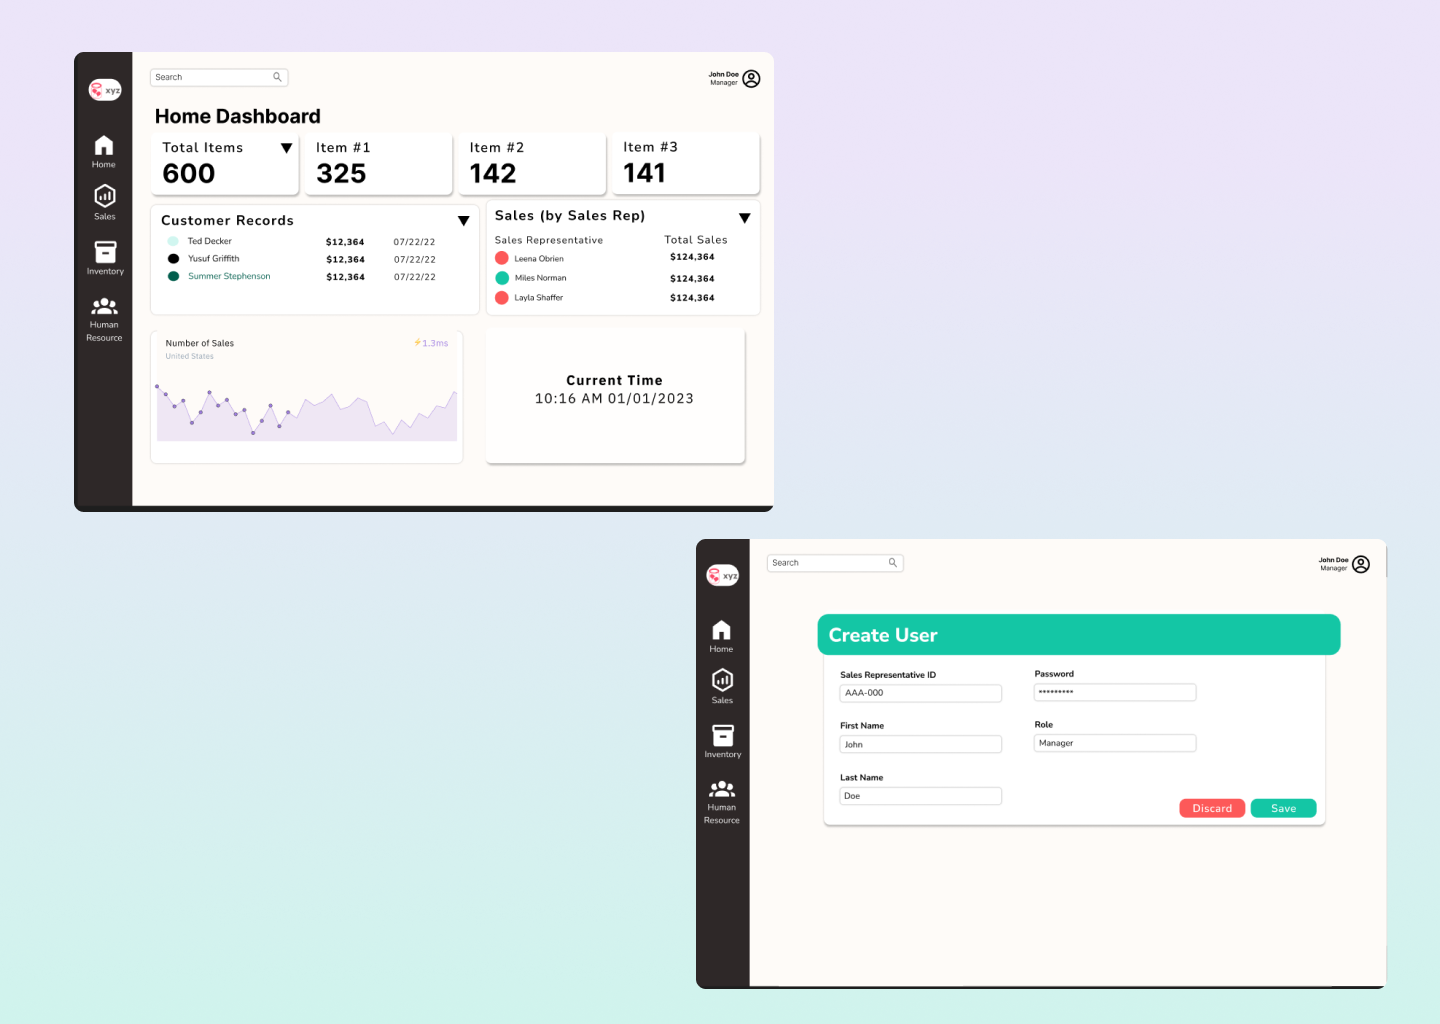 xyz
Search
John Doe
Manager
Home
Sales
Inventory
Human
Resource
Home Dashboard
Total Items
600
Item #1
325
Item #2
142
Item #3
141
Customer Records
Ted Decker $12,364 07/22/22
Yusuf Griffith $12,364 07/22/22
Summer Stephenson $12,364 07/22/22
Sales (by Sales Rep)
Sales Representative Total Sales
Leena Obrien $124,364
Miles Norman $124,364
Layla Shaffer $124,364
Number of Sales
⚡1.3ms
United States
Current Time
10:16 AM 01/01/2023
xyz
Search
John Doe
Manager
Home
Sales
Inventory
Human
Resource
Create User
Sales Representative ID
AAA-000
Password
*********
First Name
John
Role
Manager
Last Name
Doe
Discard
Save